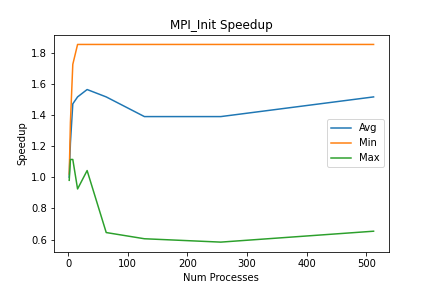 MPI_Init Speedup
Speedup
1.8
1.6
1.4
1.2
1.0
0.8
0.6
Avg
Min
Max
0 100 200 300 400 500
Num Processes